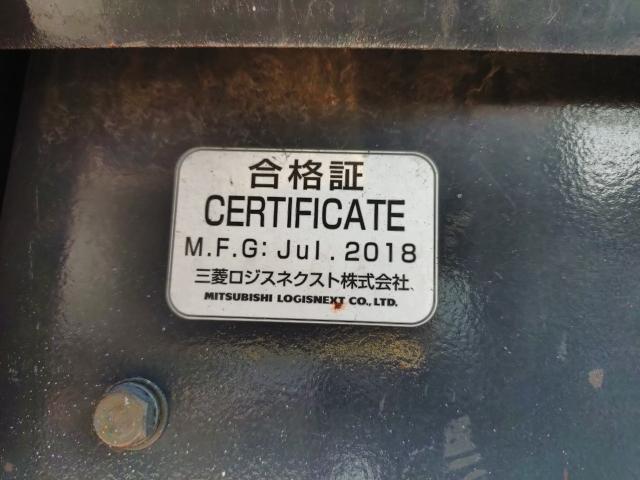 合格証
CERTIFICATE
M.F.G: Jul. 2018
三菱ロジスネクスト株式会社
MITSUBISHI LOGISNEXT CO., LTD.